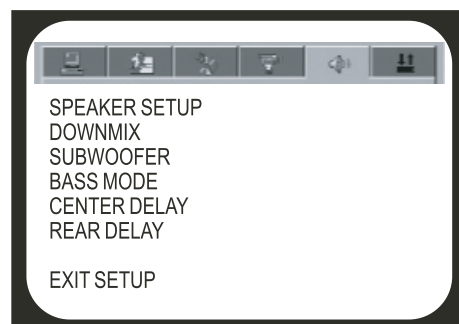 SPEAKER SETUP
DOWNMIX
SUBWOOFER
BASS MODE
CENTER DELAY
REAR DELAY
EXIT SETUP